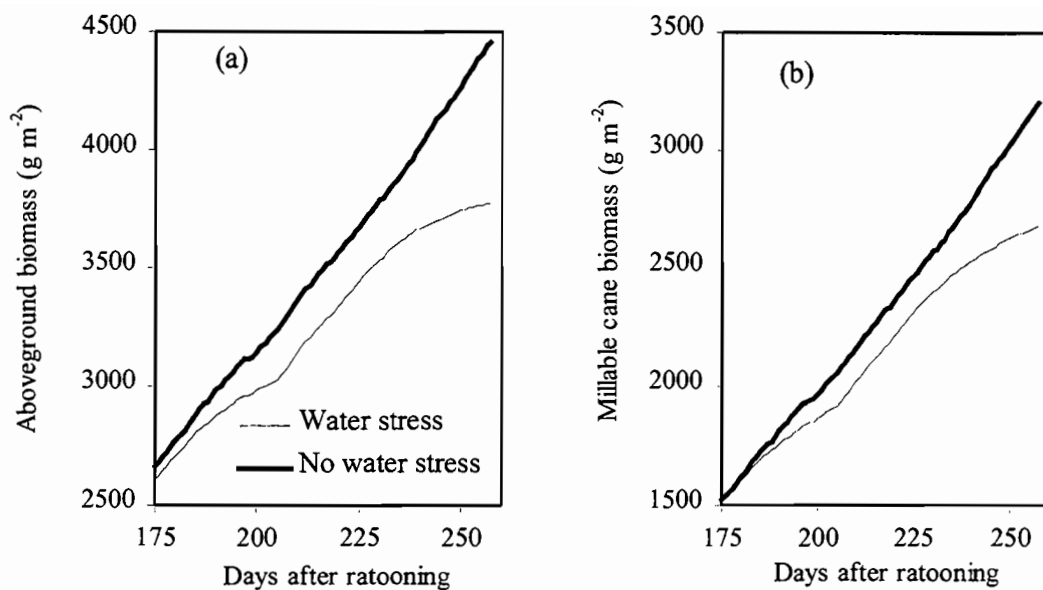 (a)
Aboveground biomass (g m⁻²)
4500
4000
3500
3000
2500
Water stress
No water stress
175
200
225
250
Days after ratooning
(b)
Millable cane biomass (g m⁻²)
3500
3000
2500
2000
1500
175
200
225
250
Days after ratooning